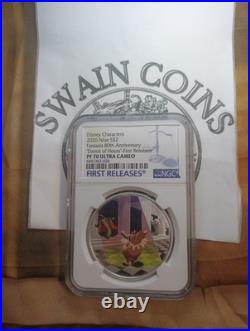 SWAIN COINS
Disney Characters
2020 Niue S$2
Fantasia 80th Anniversary
"Dance of Hours"-First Releases
PF 70 ULTRA CAMEO
FIRST RELEASES®
NGC